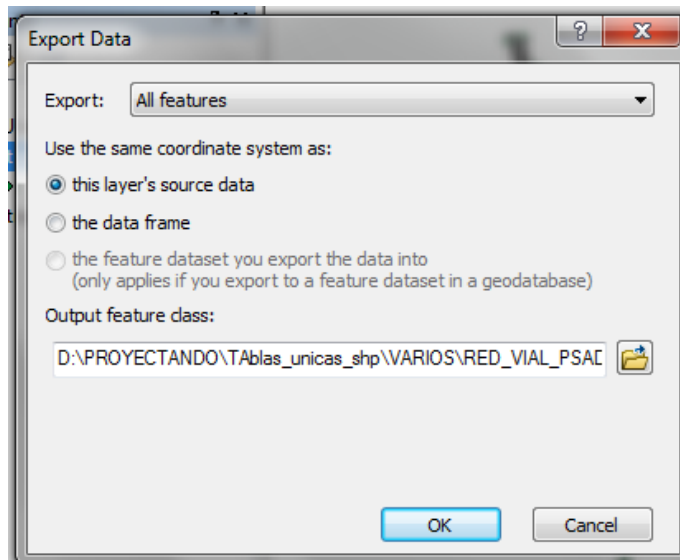 Export Data
Export: All features
Use the same coordinate system as:
this layer's source data
the data frame
the feature dataset you export the data into
(only applies if you export to a feature dataset in a geodatabase)
Output feature class:
D:\PROYECTANDO\TAblas_unicas_shp\VARIOS\RED_VIAL_PSAD
OK Cancel